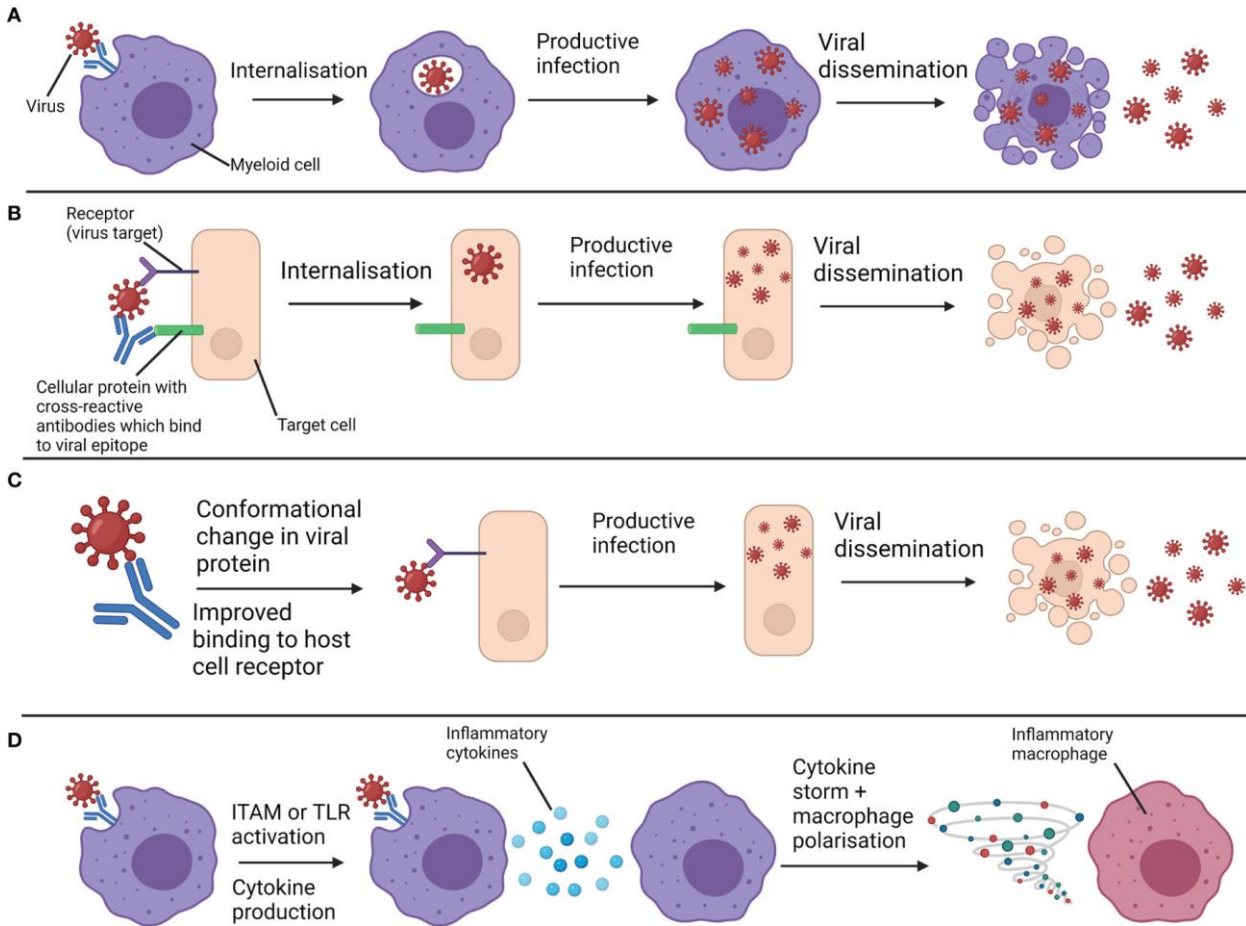 A
Virus
Myeloid cell
Internalisation
Productive
infection
Viral
dissemination
B
Receptor
(virus target)
Cellular protein with
cross-reactive
antibodies which bind
to viral epitope
Target cell
Internalisation
Productive
infection
Viral
dissemination
C
Conformational
change in viral
protein
Improved
binding to host
cell receptor
Productive
infection
Viral
dissemination
D
ITAM or TLR
activation
Cytokine
production
Inflammatory
cytokines
Cytokine
storm +
macrophage
polarisation
Inflammatory
macrophage